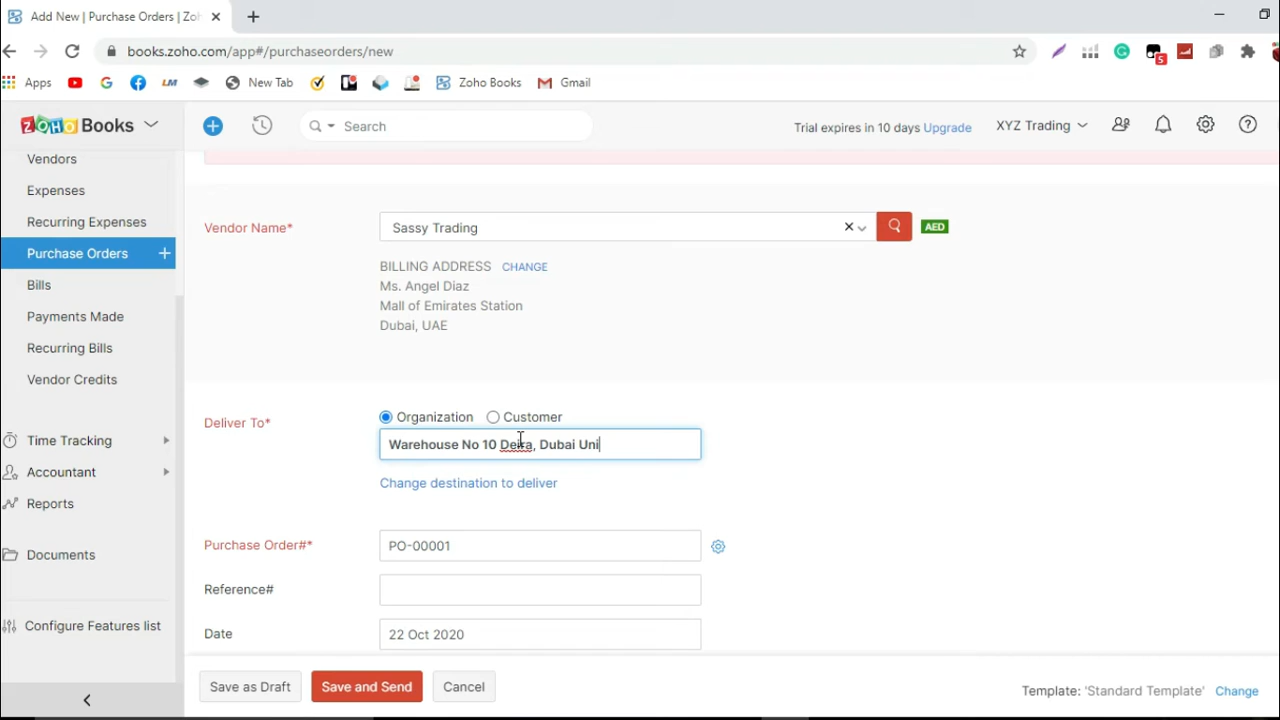 Add New | Purchase Orders | Zoh
books.zoho.com/app#/purchaseorders/new
5
Apps
LM
New Tab
Zoho Books
Gmail
ZOHO Books
Search
Trial expires in 10 days Upgrade
XYZ Trading
Vendors
Expenses
Recurring Expenses
Purchase Orders +
Bills
Payments Made
Recurring Bills
Vendor Credits
Time Tracking
Accountant
Reports
Documents
Configure Features list
Vendor Name*
Sassy Trading
AED
BILLING ADDRESS CHANGE
Ms. Angel Diaz
Mall of Emirates Station
Dubai, UAE
Deliver To*
Organization
Customer
Warehouse No 10 Deira, Dubai Uni
Change destination to deliver
Purchase Order#*
PO-00001
Reference#
Date
22 Oct 2020
Save as Draft
Save and Send
Cancel
Template: 'Standard Template' Change